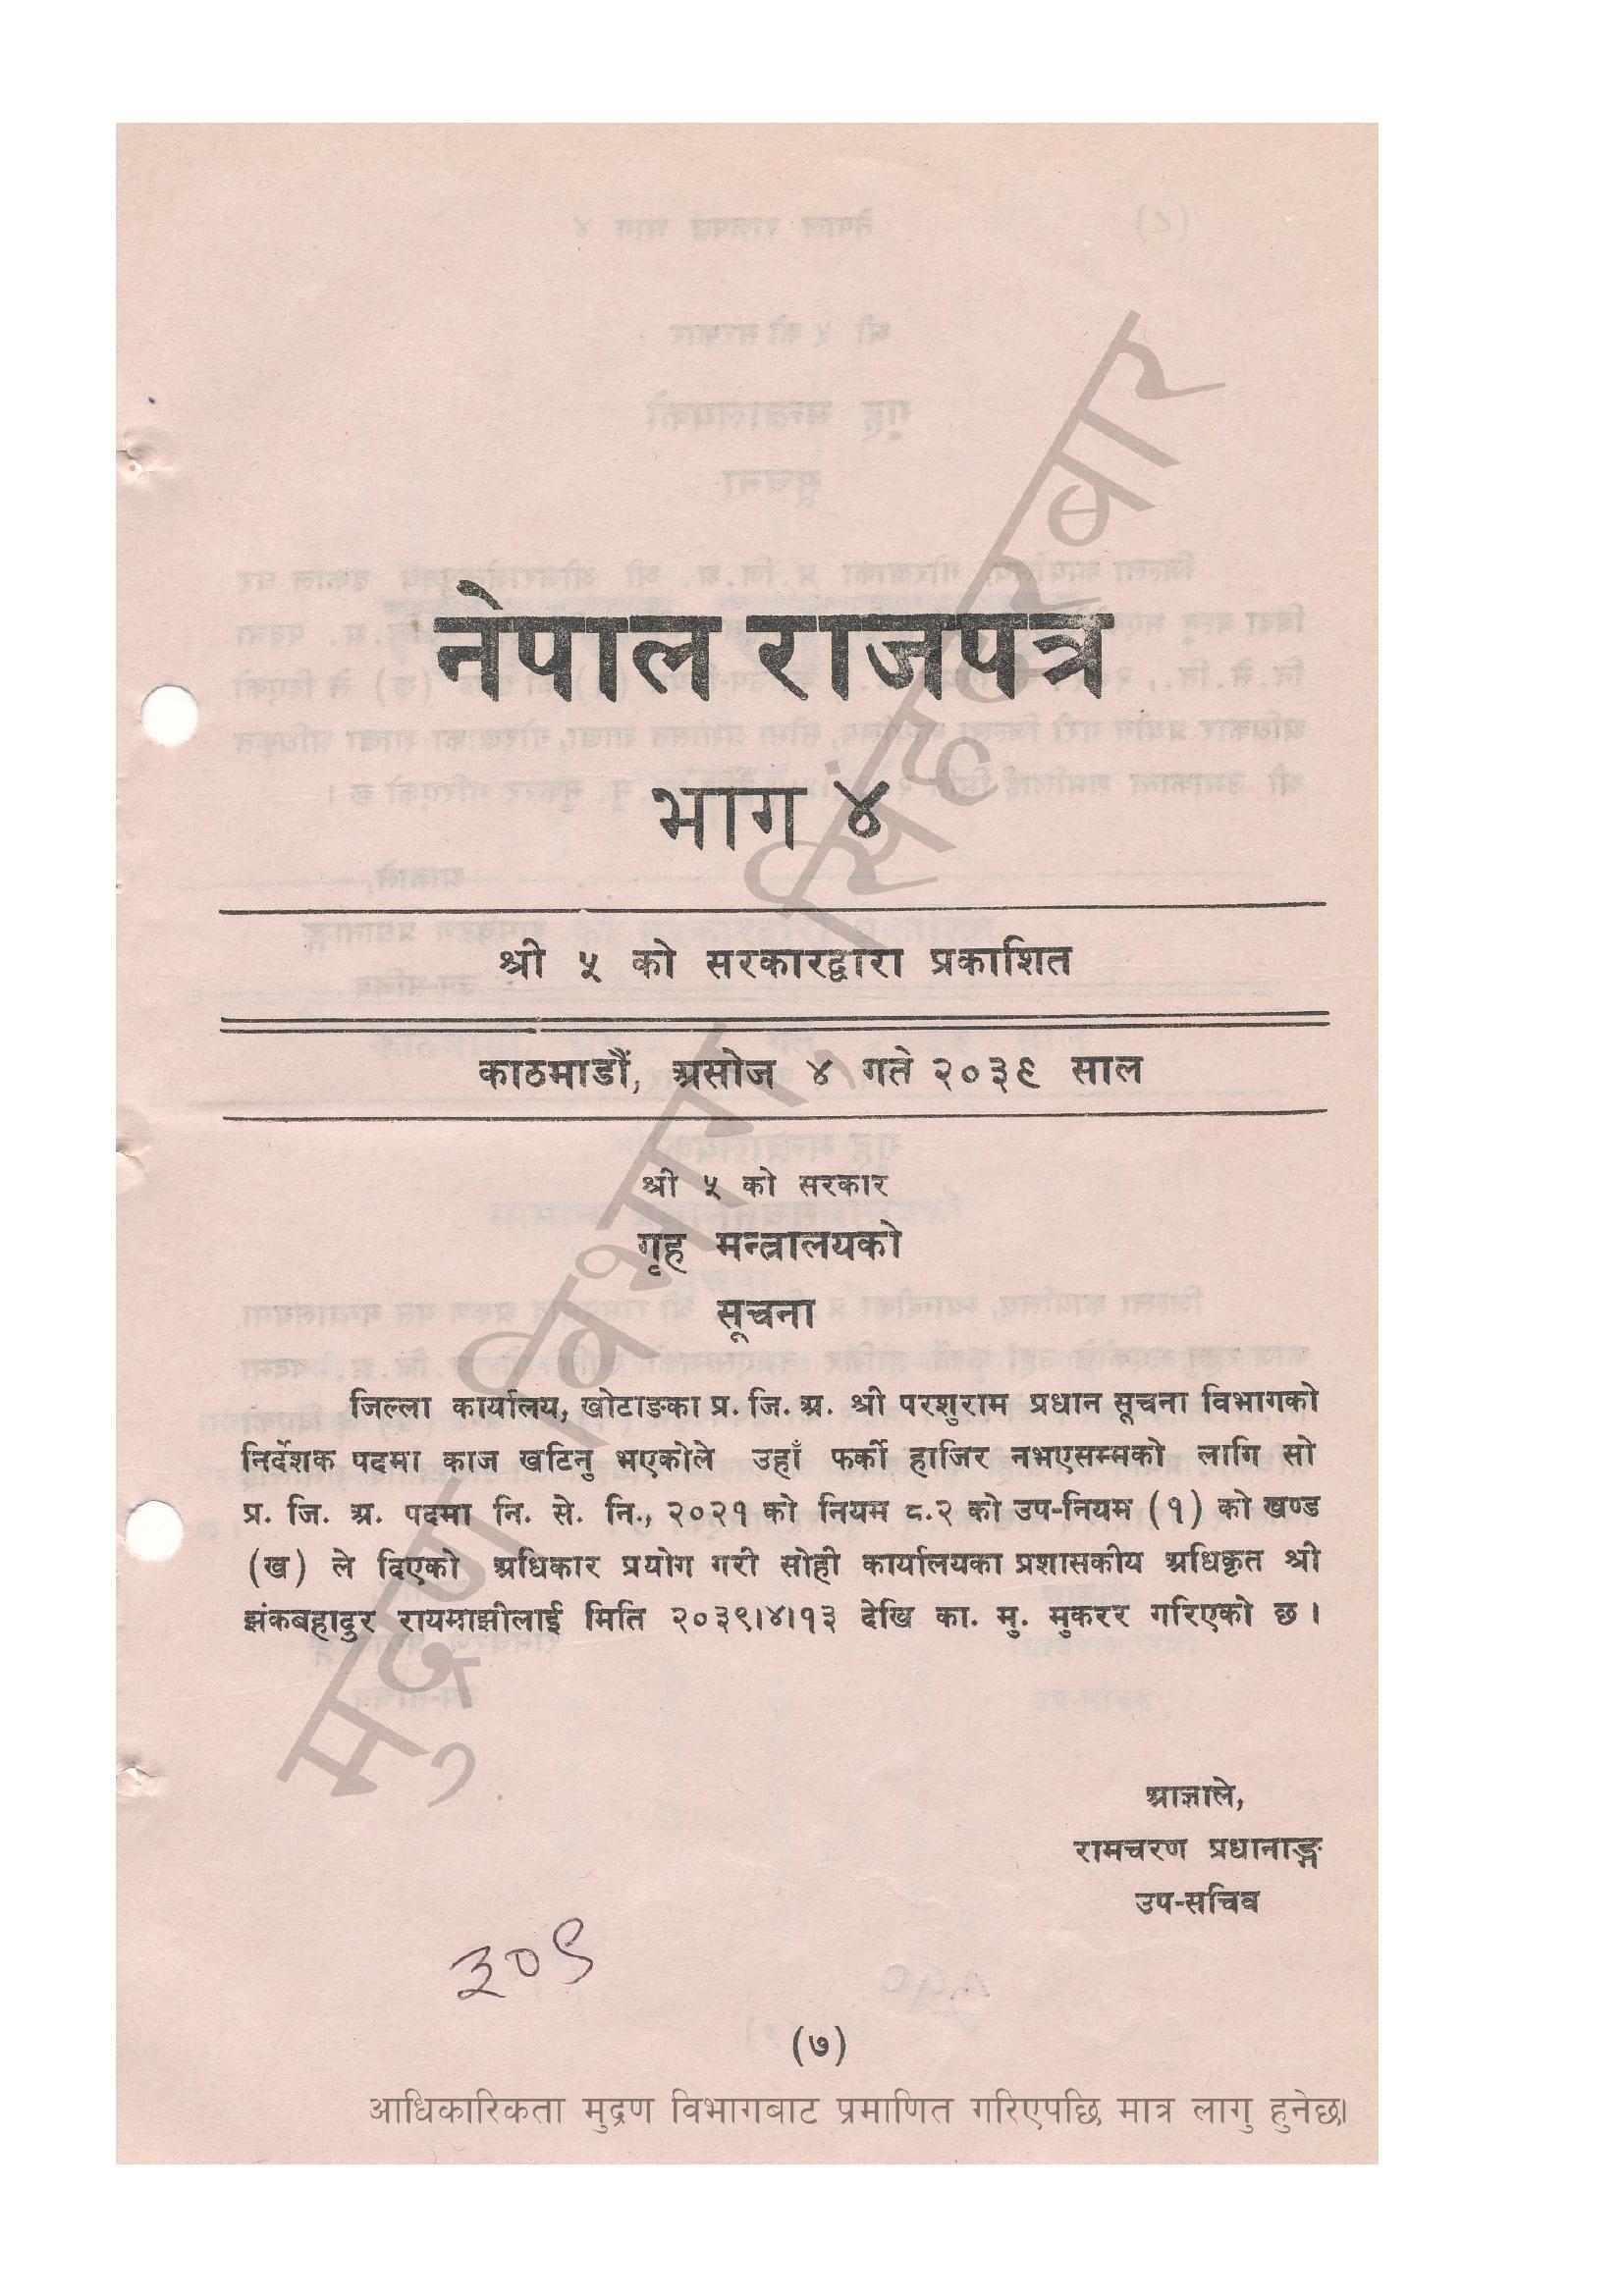 नेपाल राजपत्र
भाग ४
श्री ५ को सरकारद्वारा प्रकाशित
काठमाडौं, असोज ४ गते २०३९ साल
श्री ५ को सरकार
गृह मन्त्रालयको
सूचना
जिल्ला कार्यालय, खोटाङका प्र. जि. अ. श्री परशुराम प्रधान सूचना विभागको
निर्देशक पदमा काज खटिनु भएकोले उहाँ फर्की हाजिर नभएसम्मको लागि सो
प्र. जि. अ. पदमा नि. से. नि., २०२१ को नियम ८.२ को उप-नियम (१) को खण्ड
(ख) ले दिएको अधिकार प्रयोग गरी सोही कार्यालयका प्रशासकीय अधिकृत श्री
झंकबहादुर रायमाझीलाई मिति २०३९।४।१३ देखि का. मु. मुकरर गरिएको छ ।
आज्ञाले,
रामचरण प्रधानाङ्ग
उप-सचिव
३०९
(७)
आधिकारिकता मुद्रण विभागबाट प्रमाणित गरिएपछि मात्र लागु हुनेछ।
मुद्रण विभाग, सिंहदरबार